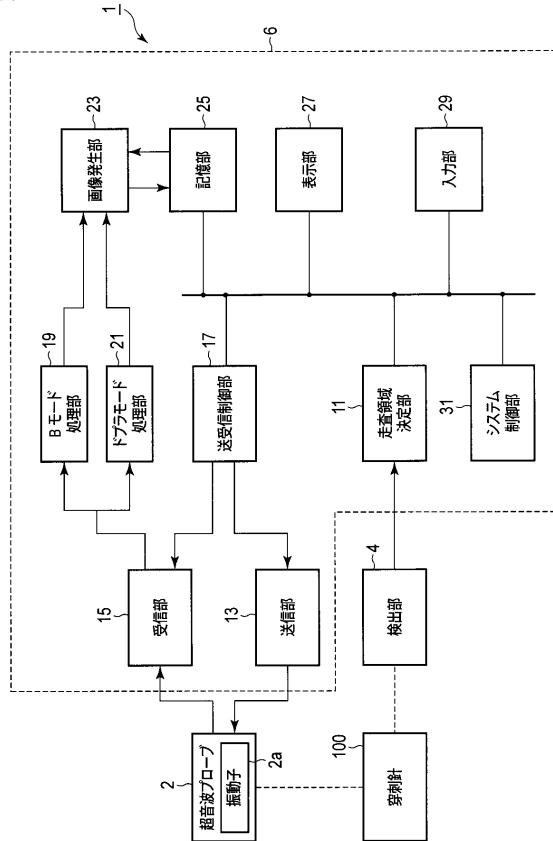 1
6
23
画像発生部
25
記憶部
27
表示部
29
入力部
19
Bモード
処理部
21
ドプラモード
処理部
17
送受信制御部
11
走査領域
決定部
31
システム
制御部
15
受信部
13
送信部
4
検出部
2
超音波プローブ
2a
振動子
100
穿刺針